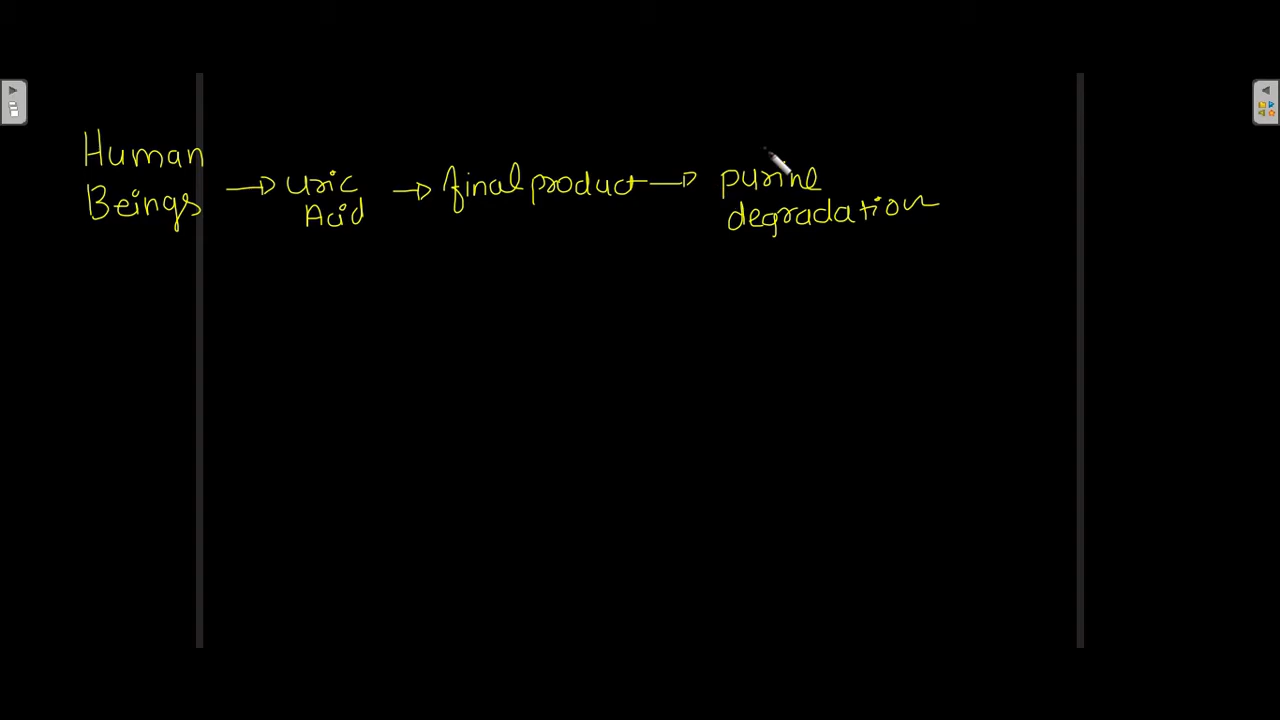 Human
Beings → uric
Acid → final product → purine
degradation